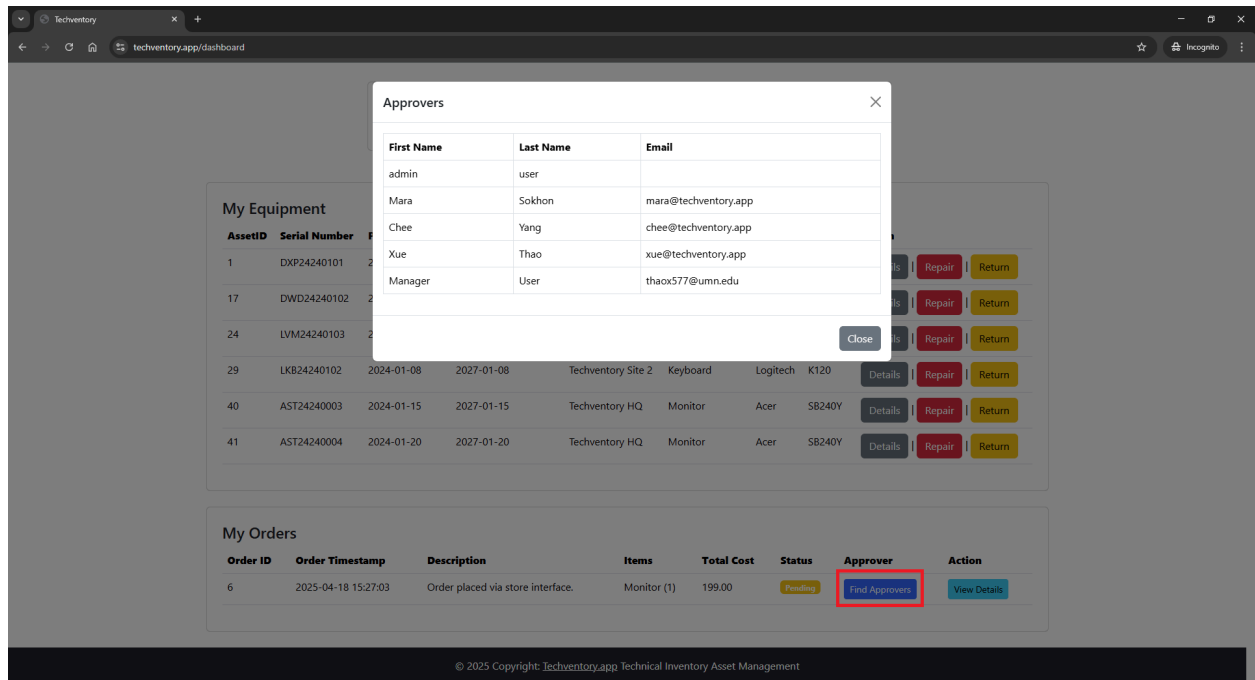 Techventory
techventory.app/dashboard
Incognito
Approvers
First Name Last Name Email
admin user
Mara Sokhon mara@techventory.app
Chee Yang chee@techventory.app
Xue Thao xue@techventory.app
Manager User thaox577@umn.edu
Close
My Equipment
AssetID Serial Number
1 DXP24240101 Repair | Return
17 DWD24240102 Repair | Return
24 LVM24240103 Repair | Return
29 LKB24240102 2024-01-08 2027-01-08 Techventory Site 2 Keyboard Logitech K120 Details | Repair | Return
40 AST24240003 2024-01-15 2027-01-15 Techventory HQ Monitor Acer SB240Y Details | Repair | Return
41 AST24240004 2024-01-20 2027-01-20 Techventory HQ Monitor Acer SB240Y Details | Repair | Return
My Orders
Order ID Order Timestamp Description Items Total Cost Status Approver Action
6 2025-04-18 15:27:03 Order placed via store interface. Monitor (1) 199.00 Pending Find Approvers View Details
© 2025 Copyright: Techventory.app Technical Inventory Asset Management